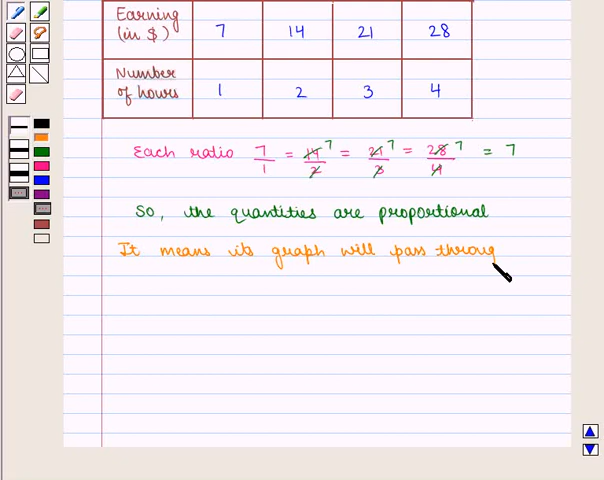 Earning (in $) 7 14 21 28
Number of hours 1 2 3 4
Each ratio 7/1 = 14/2 7 = 21/3 7 = 28/4 7 = 7
So, the quantities are proportional
It means its graph will pass throug